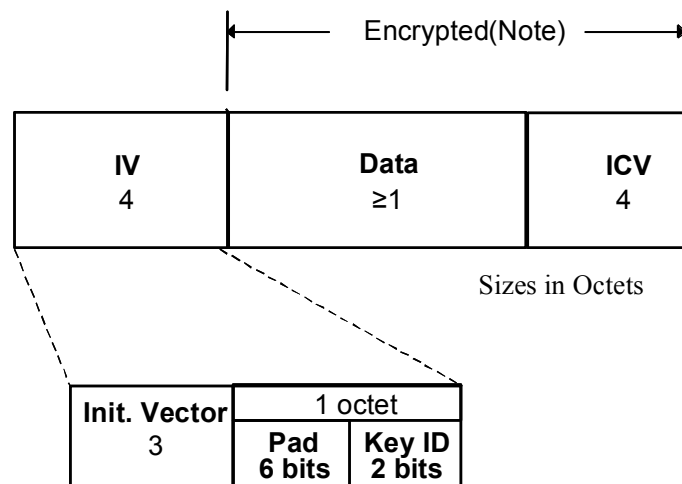 Encrypted(Note)
IV
4
Data
≥1
ICV
4
Sizes in Octets
Init. Vector
3
1 octet
Pad
6 bits
Key ID
2 bits